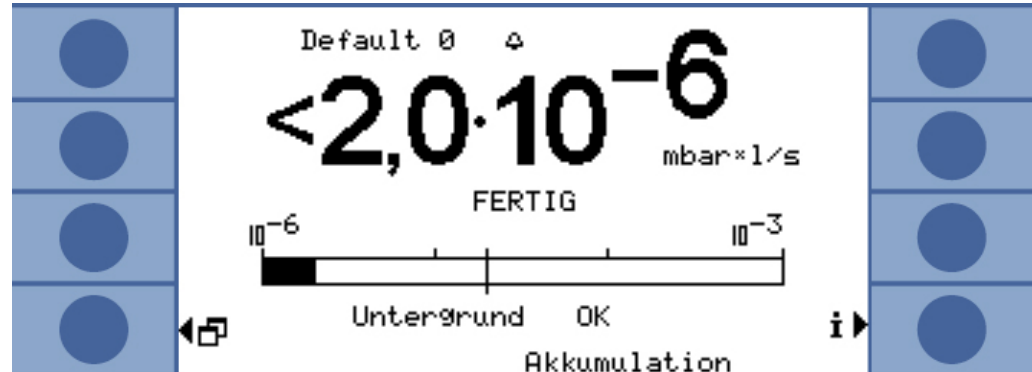 Default 0
<2,0·10⁻⁶
mbar×l/s
FERTIG
10⁻⁶ 10⁻³
Untergrund OK
i
Akkumulation